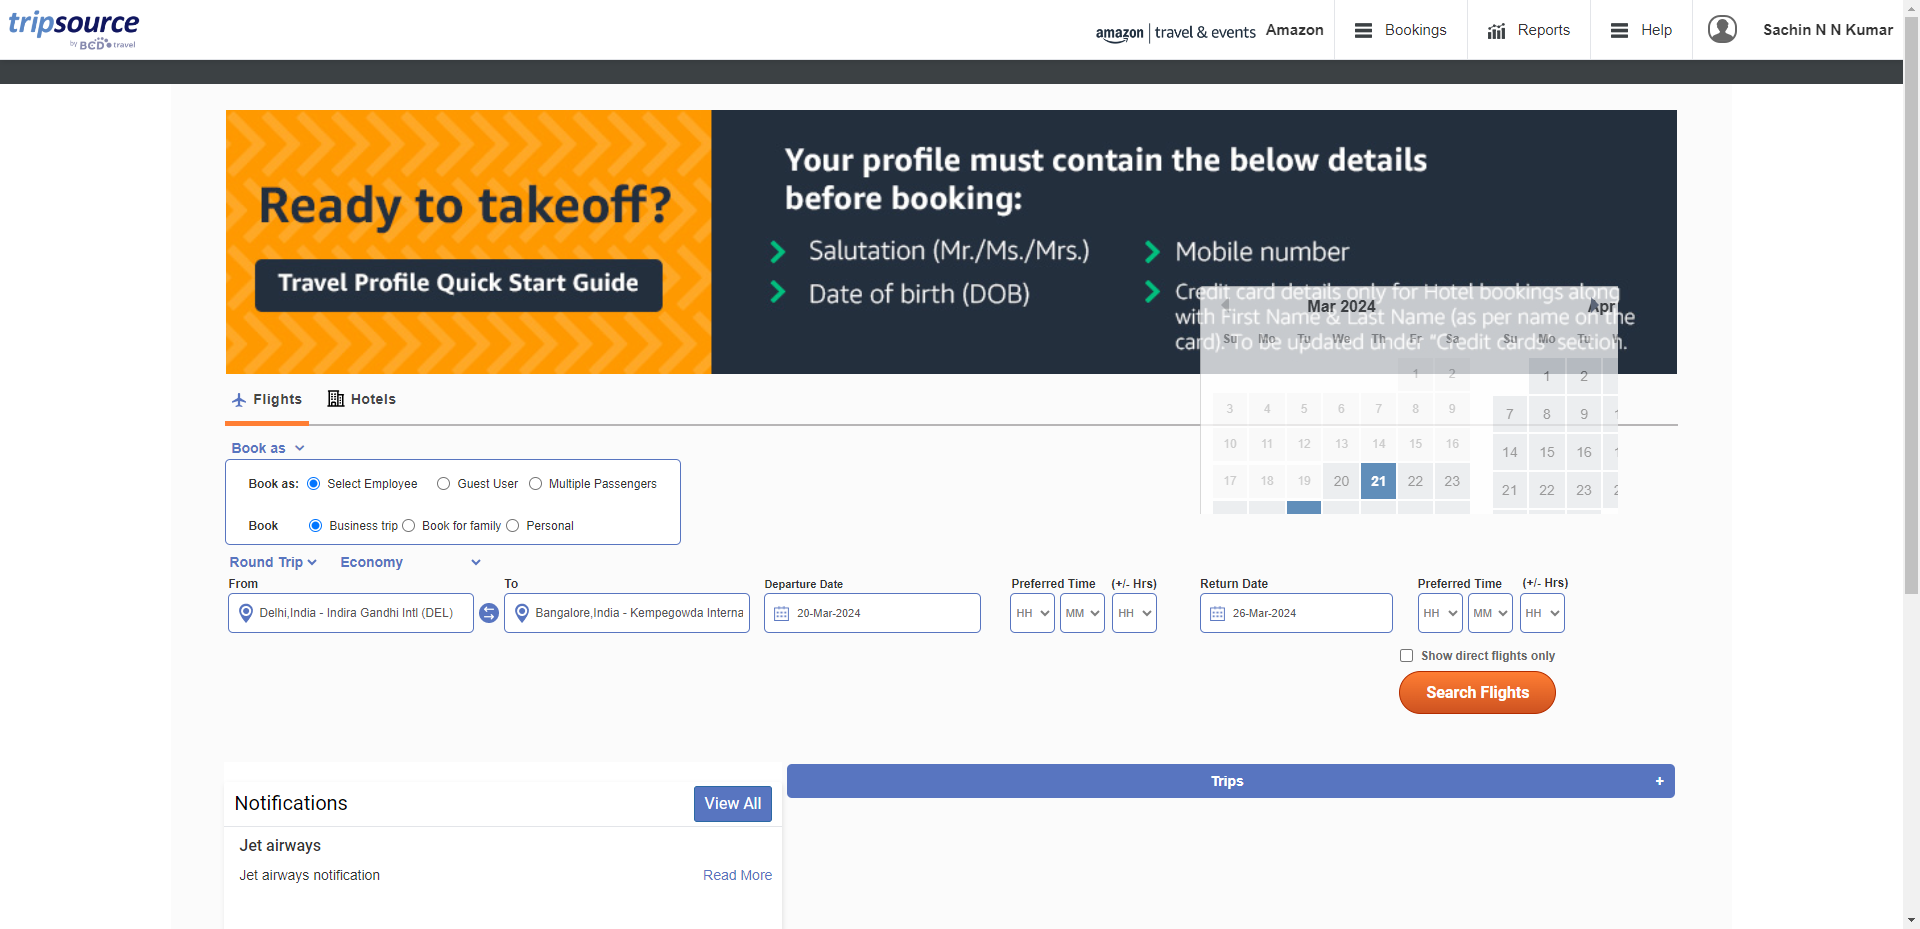 tripsource
by BCD travel
amazon | travel & events Amazon
Bookings
Reports
Help
Sachin N N Kumar
Ready to takeoff?
Travel Profile Quick Start Guide
Your profile must contain the below details
before booking:
Salutation (Mr./Ms./Mrs.)
Date of birth (DOB)
Mobile number
Credit card details only for Hotel bookings along
with First Name & Last Name (as per name on the
card). To be updated under "Credit cards" section.
Mar 2024
Su Mo Tu We Th Fr Sa
1 2
3 4 5 6 7 8 9
10 11 12 13 14 15 16
17 18 19 20 21 22 23
Apr
Su Mo Tu
1 2
7 8 9
14 15 16
21 22 23
Flights
Hotels
Book as
Book as: Select Employee Guest User Multiple Passengers
Book Business trip Book for family Personal
Round Trip Economy
From To Departure Date Preferred Time (+/- Hrs) Return Date Preferred Time (+/- Hrs)
Delhi,India - Indira Gandhi Intl (DEL) Bangalore,India - Kempegowda Interna 20-Mar-2024 HH MM HH 26-Mar-2024 HH MM HH
Show direct flights only
Search Flights
Trips +
Notifications View All
Jet airways
Jet airways notification Read More